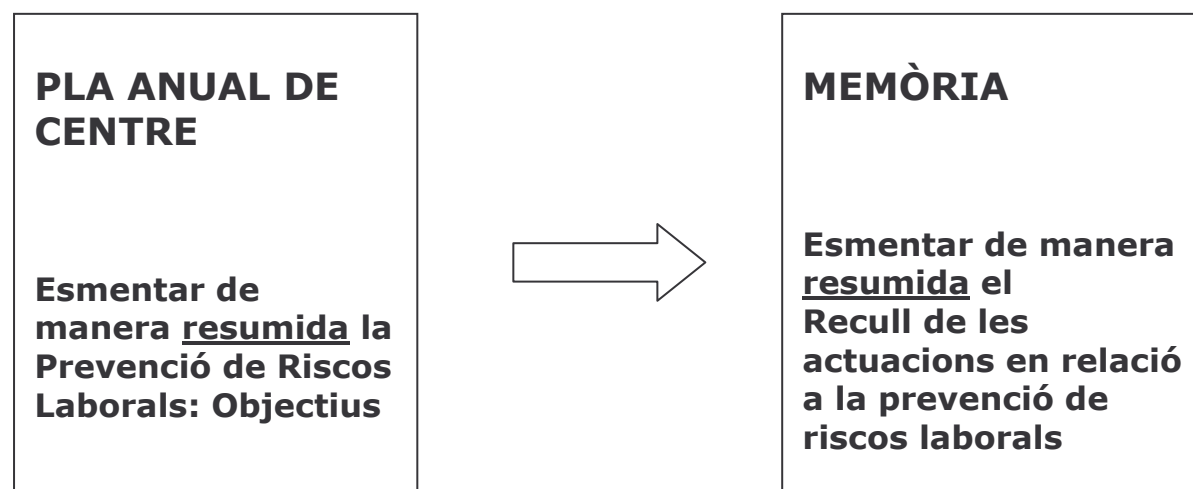 PLA ANUAL DE
CENTRE
Esmentar de
manera resumida la
Prevenció de Riscos
Laborals: Objectius
MEMÒRIA
Esmentar de manera
resumida el
Recull de les
actuacions en relació
a la prevenció de
riscos laborals